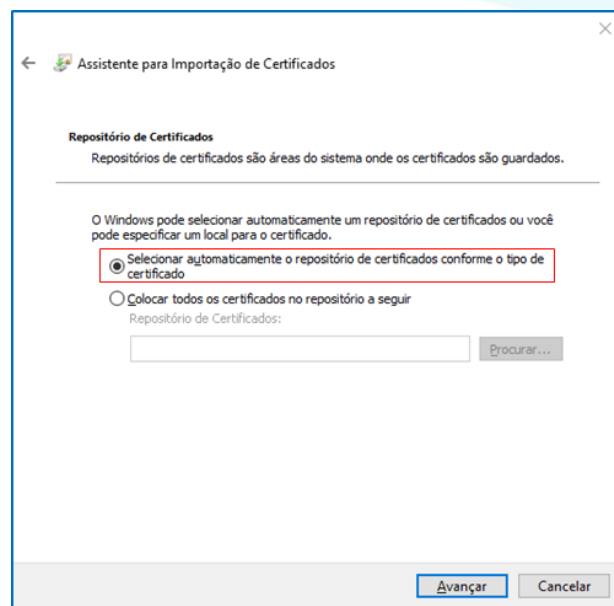 Assistente para Importação de Certificados
Repositório de Certificados
Repositórios de certificados são áreas do sistema onde os certificados são guardados.
O Windows pode selecionar automaticamente um repositório de certificados ou você
pode especificar um local para o certificado.
Selecionar automaticamente o repositório de certificados conforme o tipo de
certificado
Colocar todos os certificados no repositório a seguir
Repositório de Certificados:
Procurar...
Avançar Cancelar